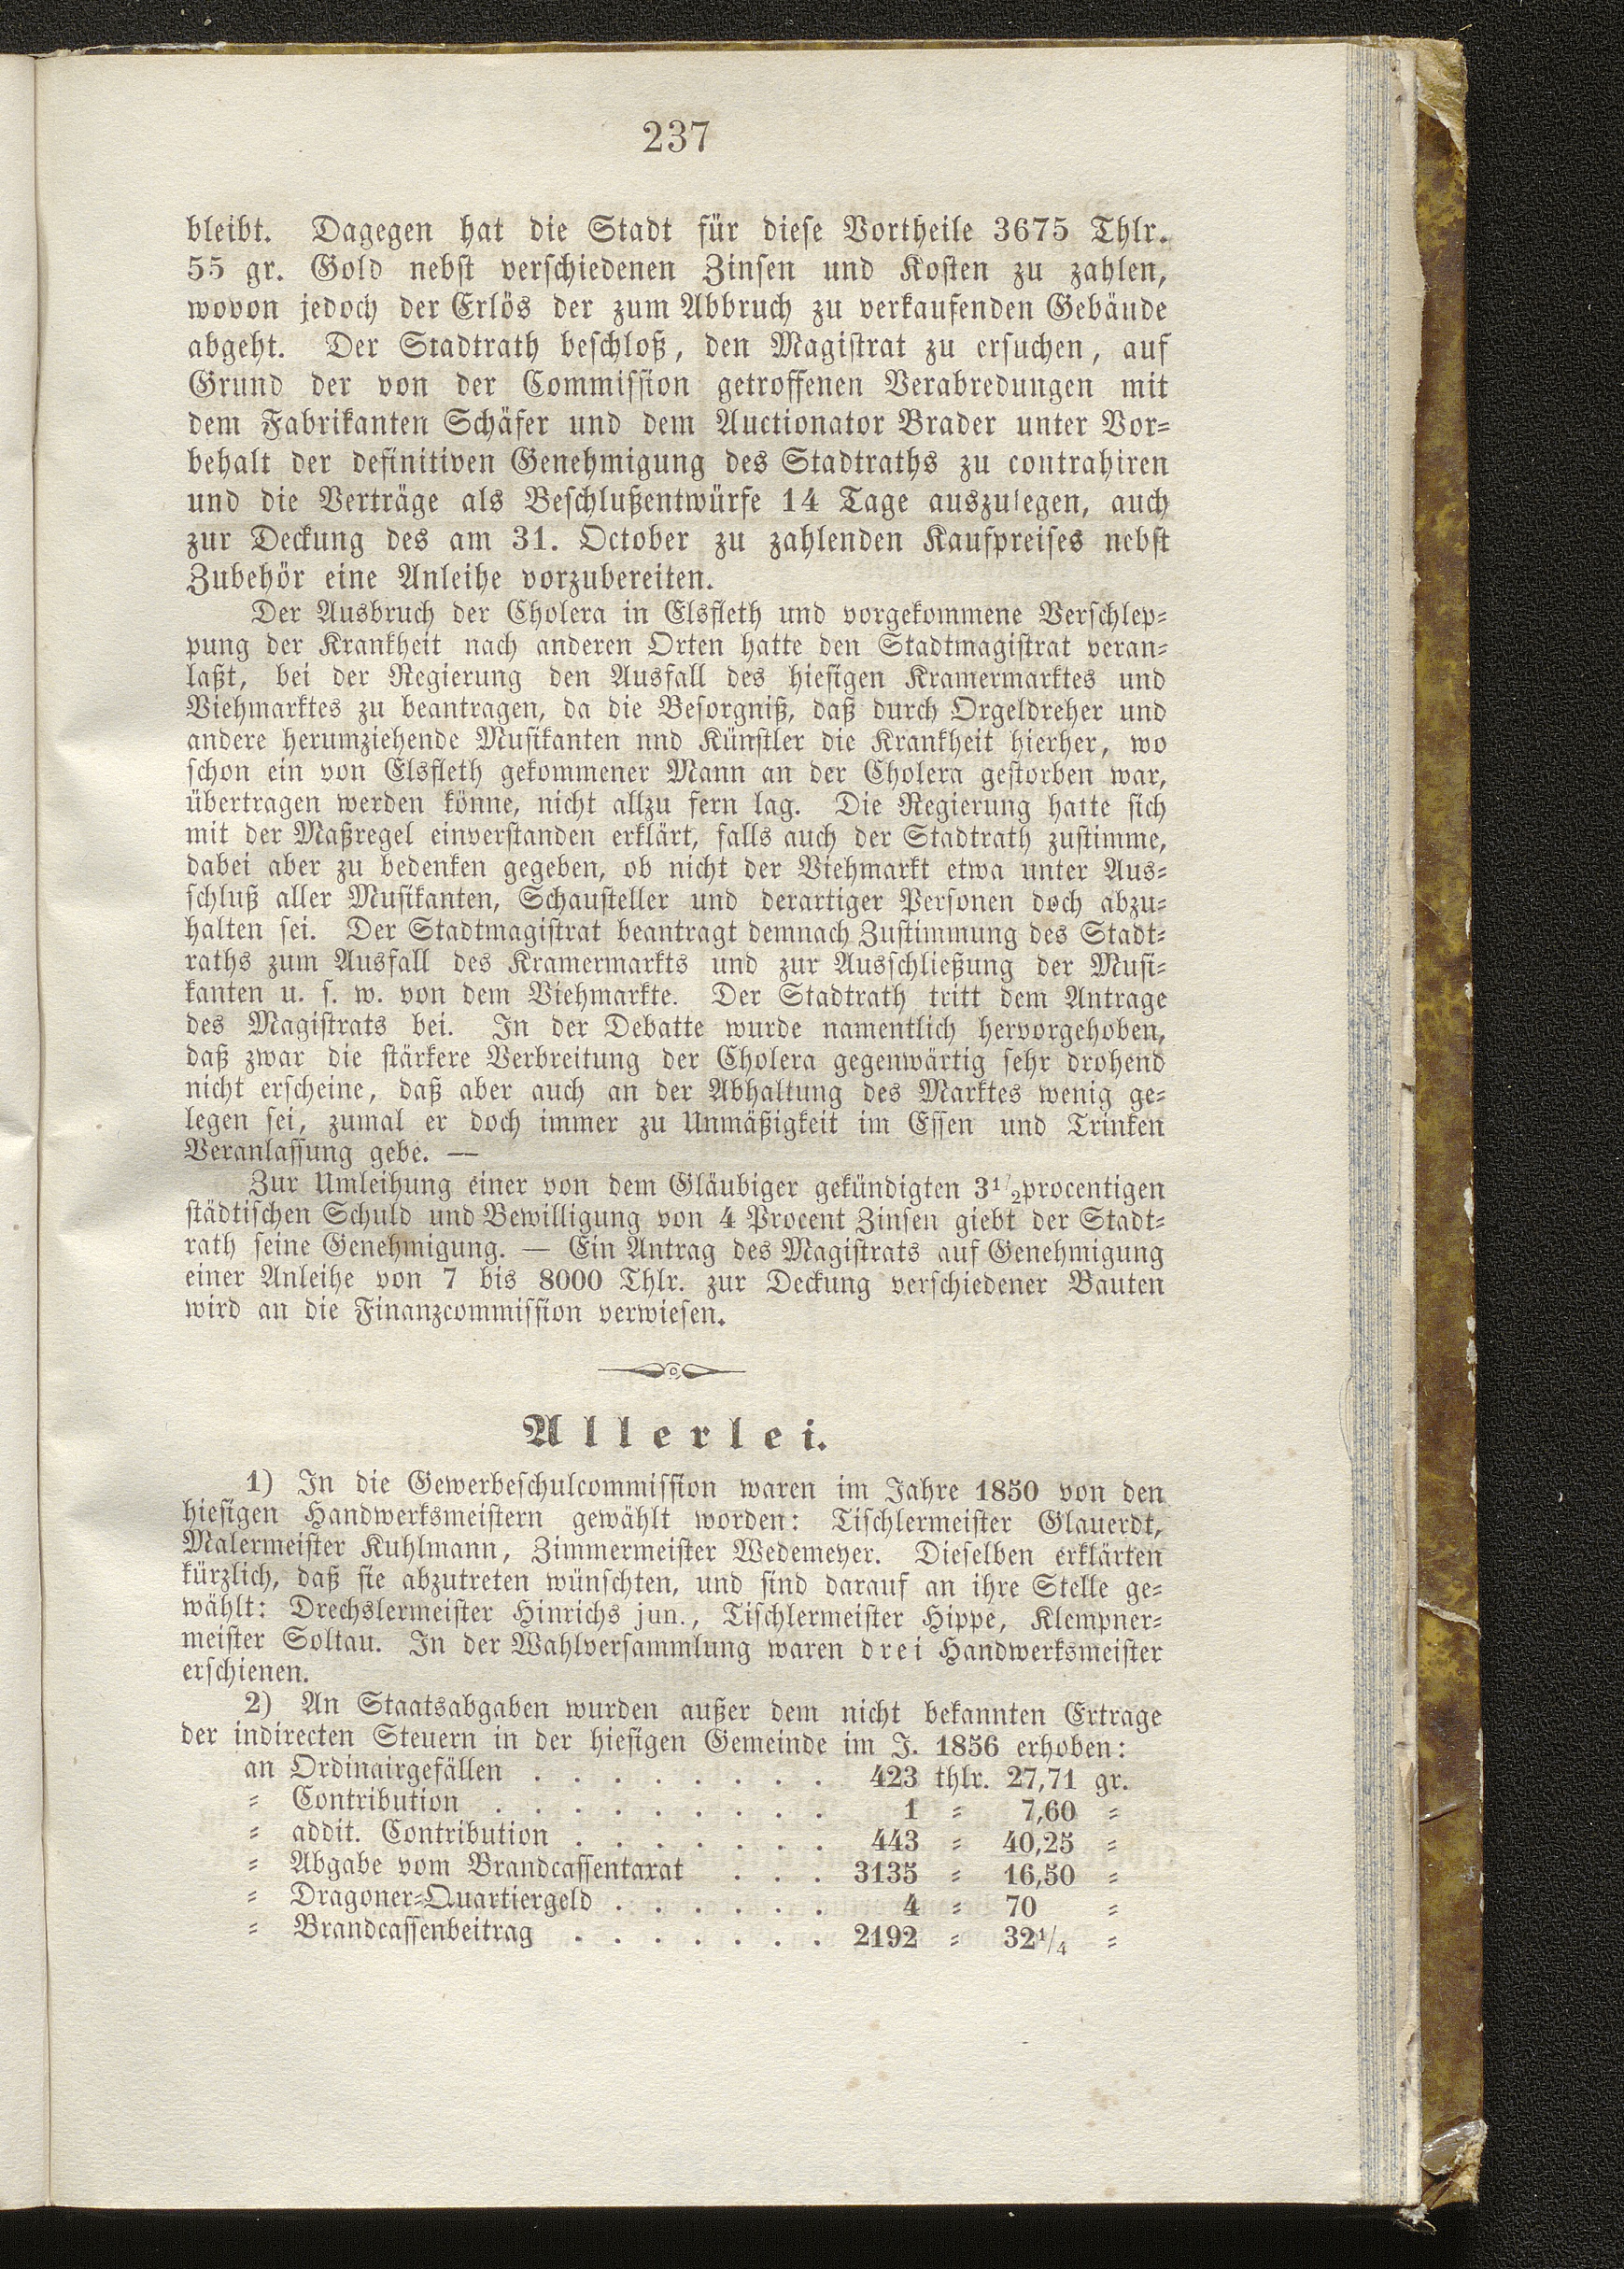 237
bleibt. Dagegen hat die Stadt für diese Vortheile 3675 Thlr.
55 gr. Gold nebst verschiedenen Zinsen und Kosten zu zahlen,
wovon jedoch der Erlös der zum Abbruch zu verkaufenden Gebäude
abgeht. Der Stadtrath beschloß, den Magistrat zu ersuchen, auf
Grund der von der Commission getroffenen Verabredungen mit
dem Fabrikanten Schäfer und dem Auctionator Brader unter Vor-
behalt der definitiven Genehmigung des Stadtraths zu contrahiren
und die Verträge als Beschlußentwürfe 14 Tage auszulegen, auch
zur Deckung des am 31. October zu zahlenden Kaufpreises nebst
Zubehör eine Anleihe vorzubereiten.
Der Ausbruch der Cholera in Elsfleth und vorgekommene Verschlep-
pung der Krankheit nach anderen Orten hatte den Stadtmagistrat veran-
laßt, bei der Regierung den Ausfall des hiesigen Kramermarktes und
Viehmarktes zu beantragen, da die Besorgniß, daß durch Orgeldreher und
andere herumziehende Musikanten nnd Künstler die Krankheit hierher, wo
schon ein von Elsfleth gekommener Mann an der Cholera gestorben war,
übertragen werden könne, nicht allzu fern lag. Die Regierung hatte sich
mit der Maßregel einverstanden erklärt, falls auch der Stadtrath zustimme,
dabei aber zu bedenken gegeben, ob nicht der Viehmarkt etwa unter Aus-
schluß aller Musikanten, Schausteller und derartiger Personen doch abzu-
halten sei. Der Stadtmagistrat beantragt demnach Zustimmung des Stadt-
raths zum Ausfall des Kramermarkts und zur Ausschließung der Musi-
kanten u. s. w. von dem Viehmarkte. Der Stadtrath tritt dem Antrage
des Magistrats bei. In der Debatte wurde namentlich hervorgehoben,
daß zwar die stärkere Verbreitung der Cholera gegenwärtig sehr drohend
nicht erscheine, daß aber auch an der Abhaltung des Marktes wenig ge-
legen sei, zumal er doch immer zu Unmäßigkeit im Essen und Trinken
Veranlassung gebe. —
Zur Umleihung einer von dem Gläubiger gekündigten 3 1/2 procentigen
städtischen Schuld und Bewilligung von 4 Procent Zinsen giebt der Stadt-
rath seine Genehmigung. — Ein Antrag des Magistrats auf Genehmigung
einer Anleihe von 7 bis 8000 Thlr. zur Deckung verschiedener Bauten
wird an die Finanzcommission verwiesen.
Allerlei.
1) In die Gewerbeschulcommission waren im Jahre 1850 von den
hiesigen Handwerksmeistern gewählt worden: Tischlermeister Glauerdt,
Malermeister Kuhlmann, Zimmermeister Wedemeyer. Dieselben erklärten
kürzlich, daß sie abzutreten wünschten, und sind darauf an ihre Stelle ge-
wählt: Drechslermeister Hinrichs jun., Tischlermeister Hippe, Klempner-
meister Soltau. In der Wahlversammlung waren drei Handwerksmeister
erschienen.
2) An Staatsabgaben wurden außer dem nicht bekannten Ertrage
der indirecten Steuern in der hiesigen Gemeinde im J. 1856 erhoben:
an Ordinairgefällen . . . . . . . . 423 thlr. 27,71 gr.
= Contribution . . . . . . . . . 1 = 7,60 =
= addit. Contribution . . . . . . . 443 = 40,25 =
= Abgabe vom Brandcassentaxat . . . 3135 = 16,50 =
= Dragoner-Quartiergeld . . . . . . 4 = 70 =
= Brandcassenbeitrag . . . . . . . 2192 = 32 1/4 =